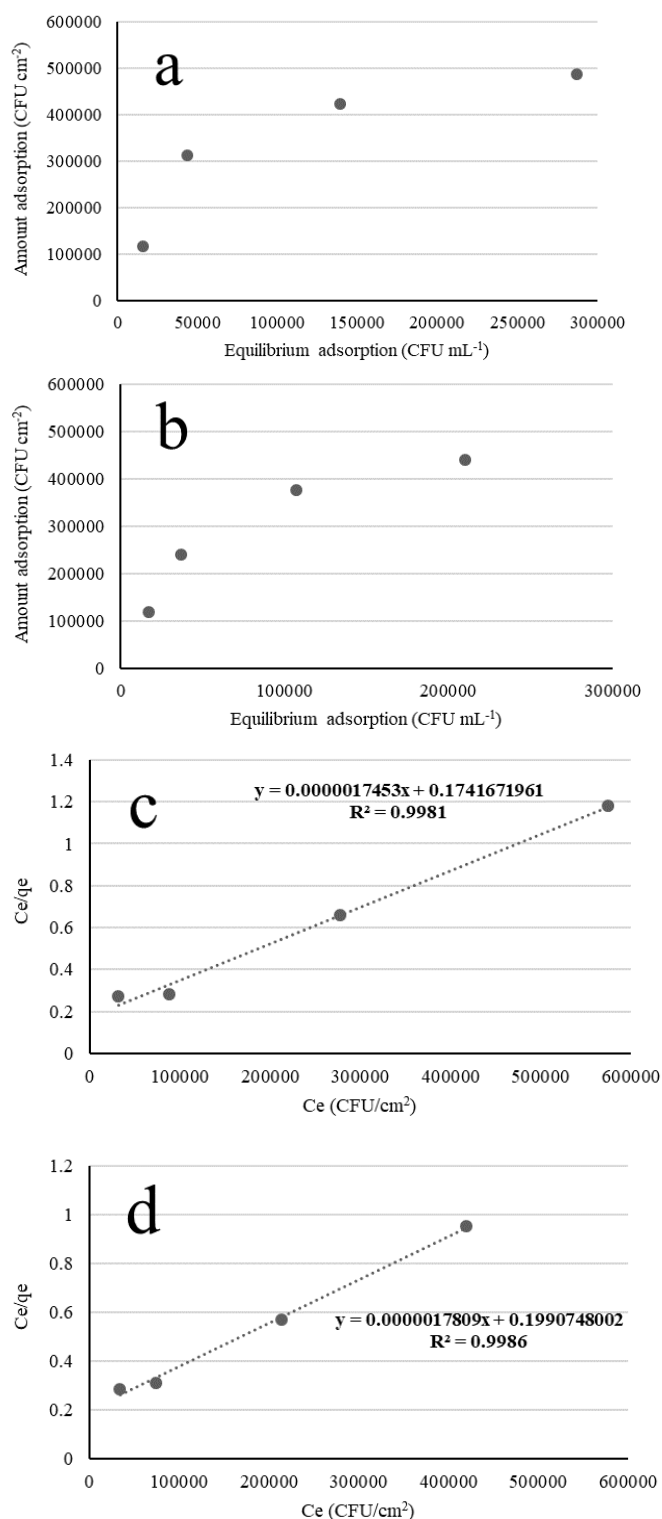 a
600000
500000
400000
300000
200000
100000
0
Amount adsorption (CFU cm-2)
0 50000 100000 150000 200000 250000 300000
Equilibrium adsorption (CFU mL-1)
b
600000
500000
400000
300000
200000
100000
0
Amount adsorption (CFU cm-2)
0 100000 200000 300000
Equilibrium adsorption (CFU mL-1)
c
1.4
1.2
1
0.8
0.6
0.4
0.2
0
Ce/qe
y = 0.0000017453x + 0.1741671961
R² = 0.9981
0 100000 200000 300000 400000 500000 600000
Ce (CFU/cm²)
d
1.2
1
0.8
0.6
0.4
0.2
0
Ce/qe
y = 0.0000017809x + 0.1990748002
R² = 0.9986
0 100000 200000 300000 400000 500000 600000
Ce (CFU/cm²)